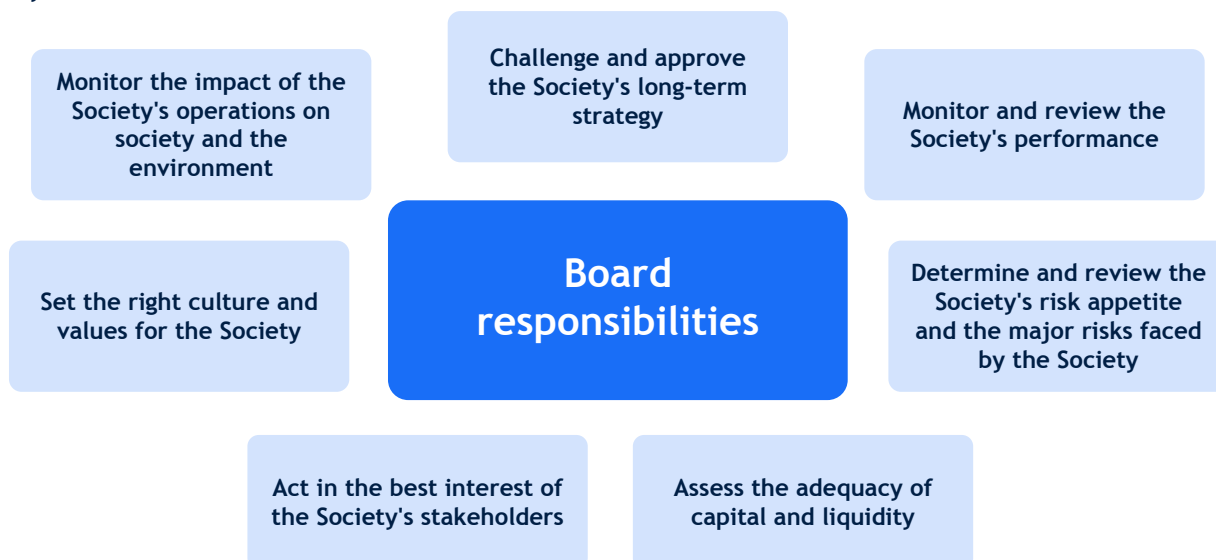 Challenge and approve
the Society's long-term
strategy
Monitor the impact of the
Society's operations on
society and the
environment
Monitor and review the
Society's performance
Board
responsibilities
Set the right culture and
values for the Society
Determine and review the
Society's risk appetite
and the major risks faced
by the Society
Act in the best interest of
the Society's stakeholders
Assess the adequacy of
capital and liquidity